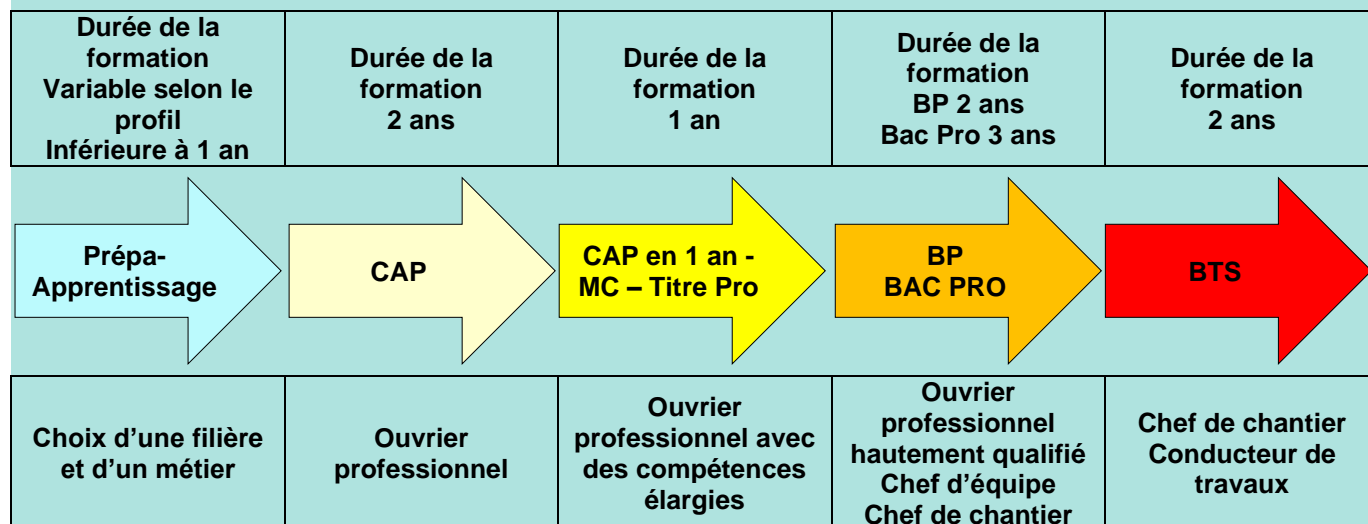 Durée de la
formation
Variable selon le
profil
Inférieure à 1 an
Durée de la
formation
2 ans
Durée de la
formation
1 an
Durée de la
formation
BP 2 ans
Bac Pro 3 ans
Durée de la
formation
2 ans
Prépa-
Apprentissage
CAP
CAP en 1 an -
MC – Titre Pro
BP
BAC PRO
BTS
Choix d’une filière
et d’un métier
Ouvrier
professionnel
Ouvrier
professionnel avec
des compétences
élargies
Ouvrier
professionnel
hautement qualifié
Chef d’équipe
Chef de chantier
Chef de chantier
Conducteur de
travaux